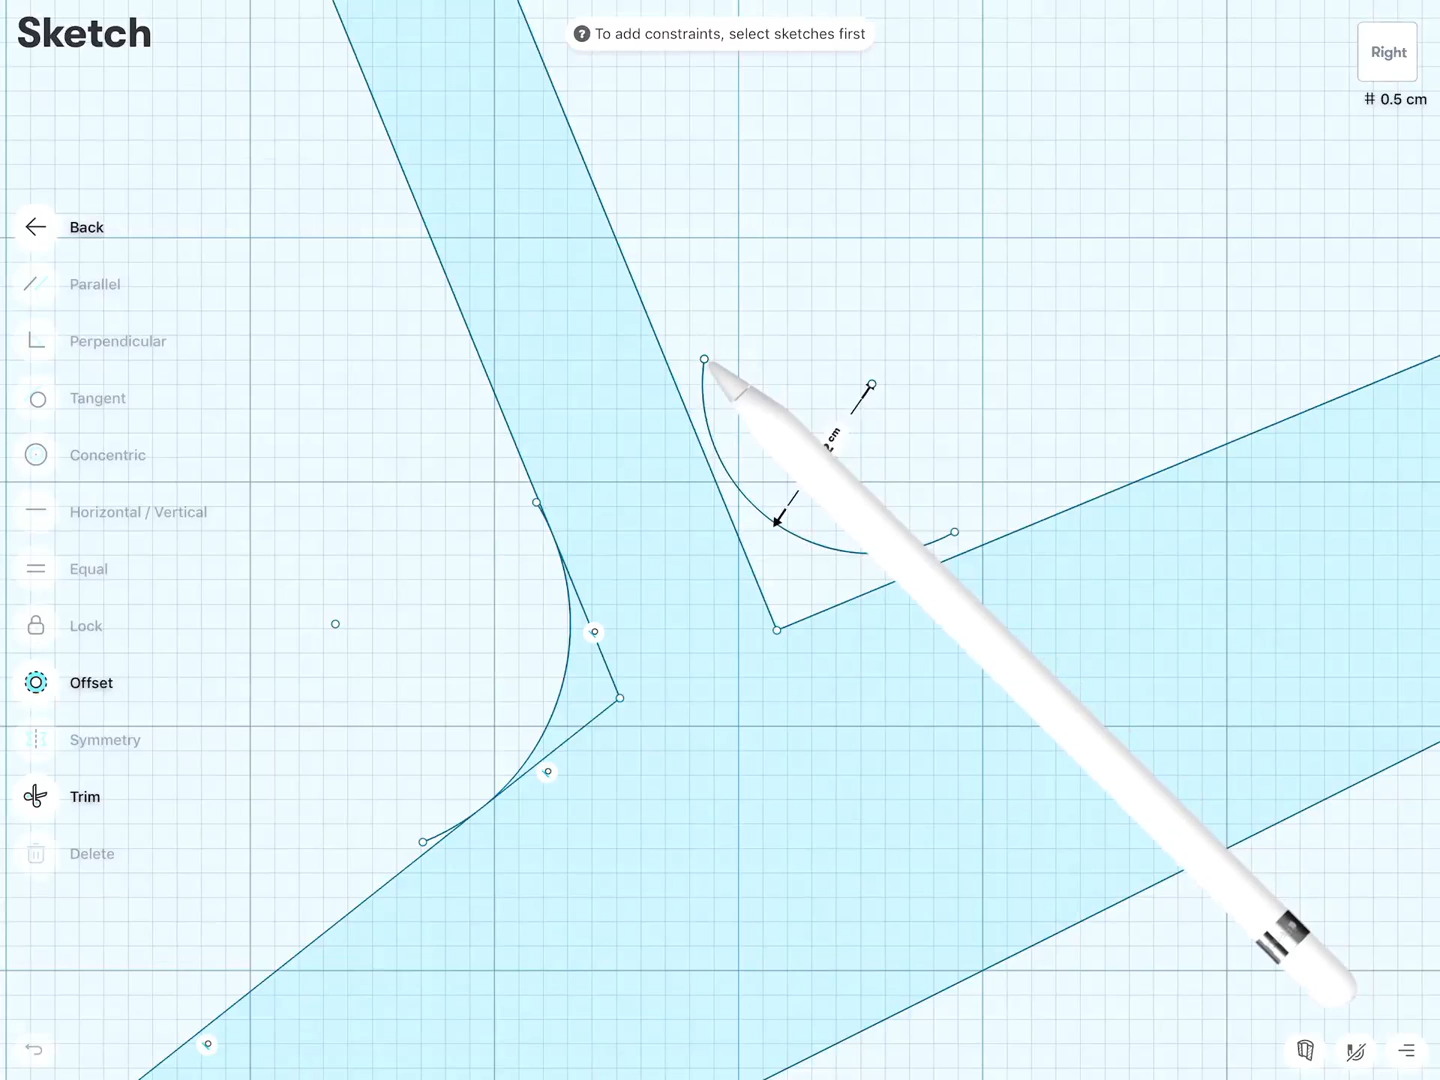 Sketch
To add constraints, select sketches first
Right
0.5 cm
Back
Parallel
Perpendicular
Tangent
Concentric
Horizontal / Vertical
Equal
Lock
Offset
Symmetry
Trim
Delete
cm